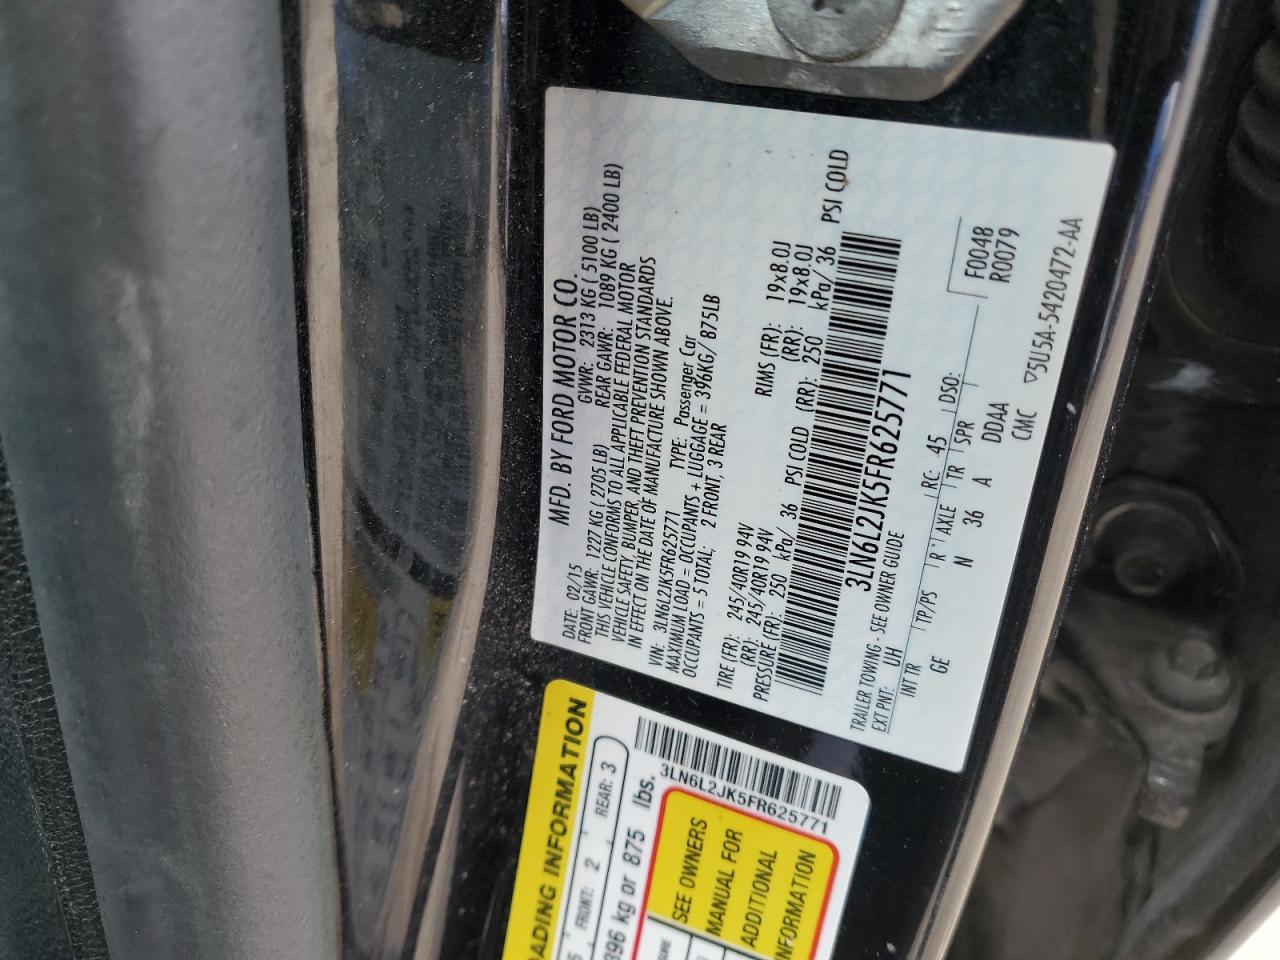 MFD. BY FORD MOTOR CO.
DATE: 02/15 GVWR: 2313 KG ( 5100 LB)
FRONT GAWR: 1227 KG ( 2705 LB) REAR GAWR: 1089 KG ( 2400 LB)
THIS VEHICLE CONFORMS TO ALL APPLICABLE FEDERAL MOTOR
VEHICLE SAFETY, BUMPER, AND THEFT PREVENTION STANDARDS
IN EFFECT ON THE DATE OF MANUFACTURE SHOWN ABOVE.
VIN: 3LN6L2JK5FR625771 TYPE: Passenger Car
MAXIMUM LOAD = OCCUPANTS + LUGGAGE = 396KG/ 875LB
OCCUPANTS = 5 TOTAL; 2 FRONT, 3 REAR
TIRE (FR): 245/40R19 94V RIMS (FR): 19x8.0J
(RR): 245/40R19 94V (RR): 19x8.0J
PRESSURE (FR): 250 kPa/ 36 PSI COLD (RR): 250 kPa/ 36 PSI COLD
3LN6L2JK5FR625771
TRAILER TOWING - SEE OWNER GUIDE F0048
EXT PNT: UH RC: 45 DSO: R0079
INT TR TP/PS R AXLE TR SPR
GE N 36 A DDAA
CMC ▽5U5A-5420472-AA
ADING INFORMATION
5 FRONT: 2 REAR: 3
396 kg or 875 lbs.
3LN6L2JK5FR625771
SEE OWNERS
MANUAL FOR
ADDITIONAL
INFORMATION